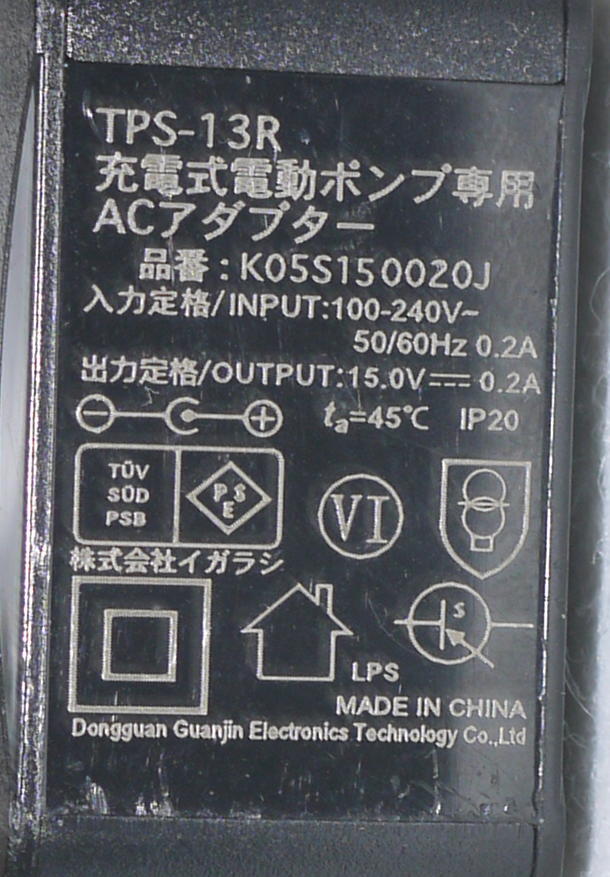 TPS-13R
充電式電動ポンプ専用
ACアダプター
品番：K05S150020J
入力定格/INPUT:100-240V~
50/60Hz 0.2A
出力定格/OUTPUT:15.0V⎓0.2A
ta=45℃ IP20
TÜV
SÜD
PSB
PSE
VI
株式会社イガラシ
S
LPS
MADE IN CHINA
Dongguan Guanjin Electronics Technology Co.,Ltd